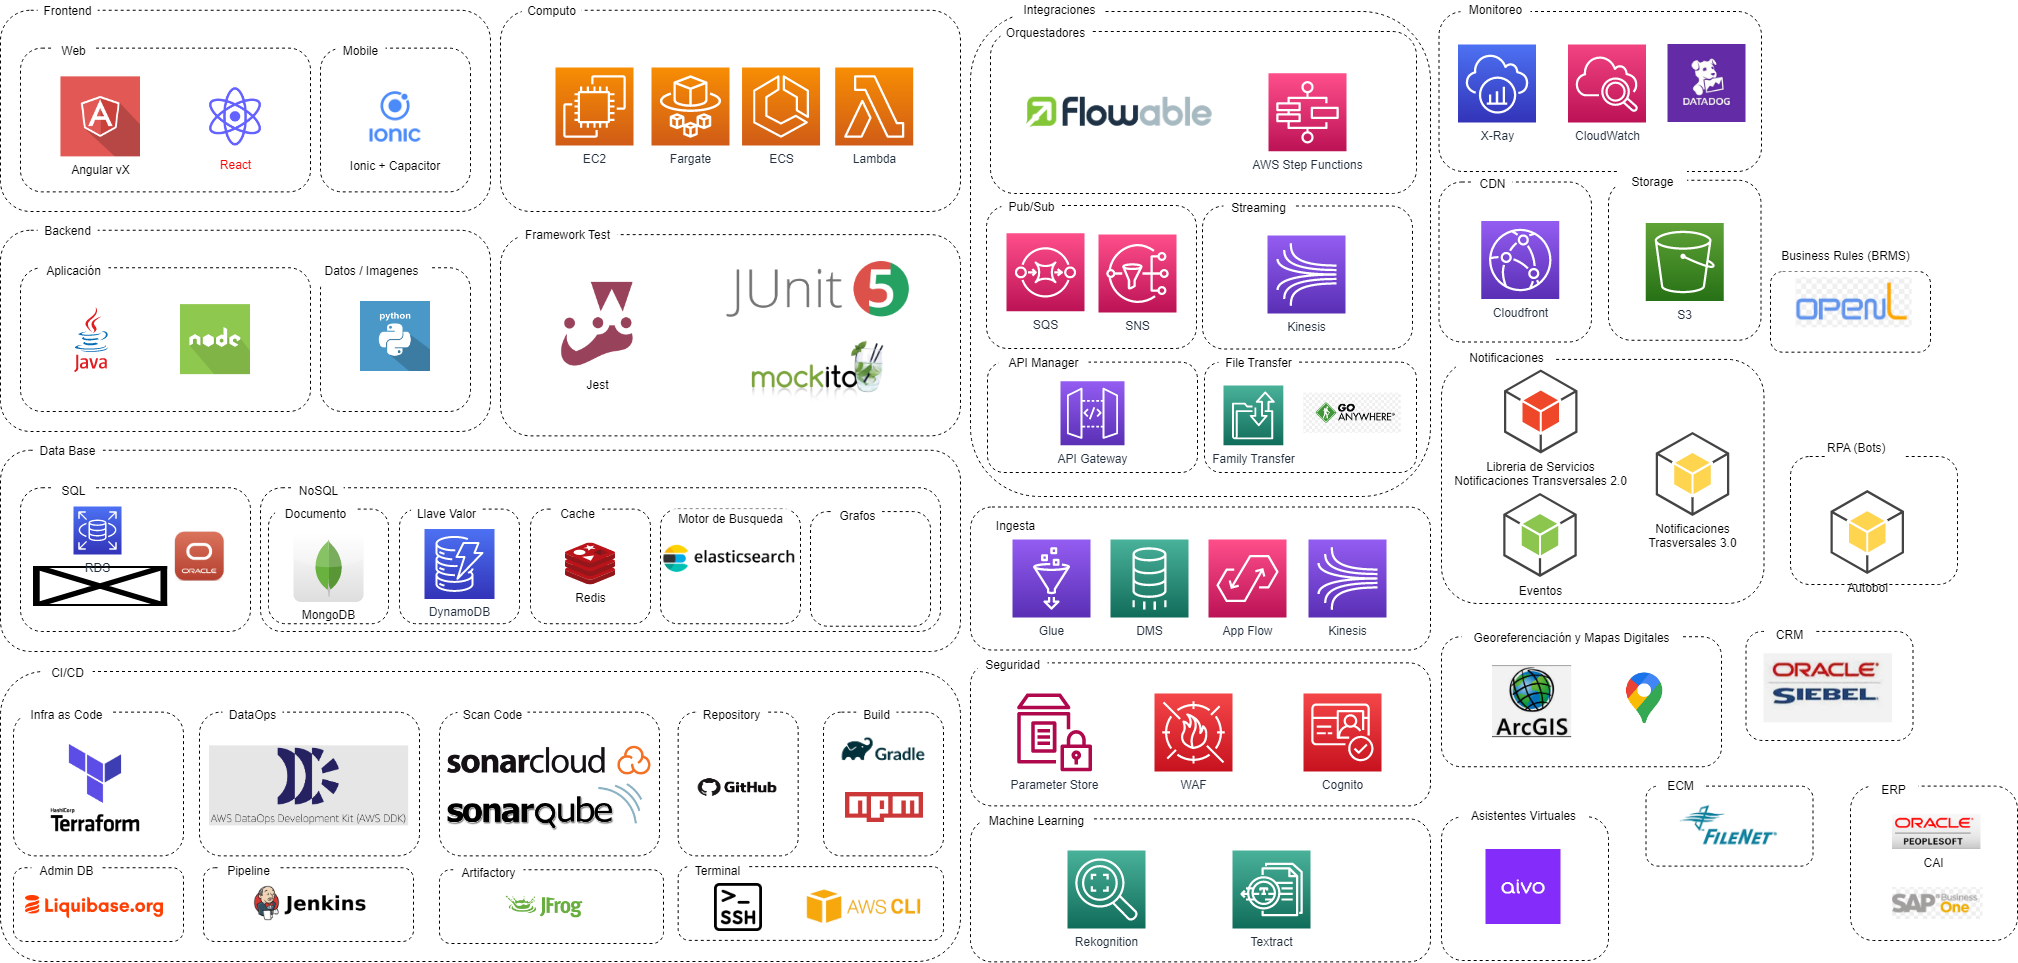 Frontend
Web
Angular vX
React
Mobile
IONIC
Ionic + Capacitor
Computo
EC2
Fargate
ECS
Lambda
Integraciones
Orquestadores
Flowable
AWS Step Functions
Pub/Sub
SQS
SNS
Streaming
Kinesis
API Manager
API Gateway
File Transfer
Family Transfer
GO
ANYWHERE
Monitoreo
X-Ray
CloudWatch
DATADOG
CDN
Cloudfront
Storage
S3
Business Rules (BRMS)
OPENL
Backend
Aplicación
Java
node
Datos / Imagenes
python
Framework Test
Jest
JUnit 5
mockito
Notificaciones
Libreria de Servicios
Notificaciones Transversales 2.0
Notificaciones
Trasversales 3.0
Eventos
RPA (Bots)
Autobol
Data Base
SQL
RDS
ORACLE
NoSQL
Documento
MongoDB
Llave Valor
DynamoDB
Cache
Redis
Motor de Busqueda
elasticsearch
Grafos
Ingesta
Glue
DMS
App Flow
Kinesis
Georeferenciación y Mapas Digitales
ArcGIS
CRM
ORACLE
SIEBEL
CI/CD
Infra as Code
HashiCorp
Terraform
DataOps
AWS DataOps Development Kit (AWS DDK)
Scan Code
sonarcloud
sonarqube
Repository
GitHub
Build
Gradle
npm
Admin DB
Liquibase.org
Pipeline
Jenkins
Artifactory
JFrog
Terminal
>_
SSH
AWS CLI
Seguridad
Parameter Store
WAF
Cognito
Machine Learning
Rekognition
Textract
Asistentes Virtuales
aivo
ECM
FILENET
ERP
ORACLE
PEOPLESOFT
CAI
SAP Business
One